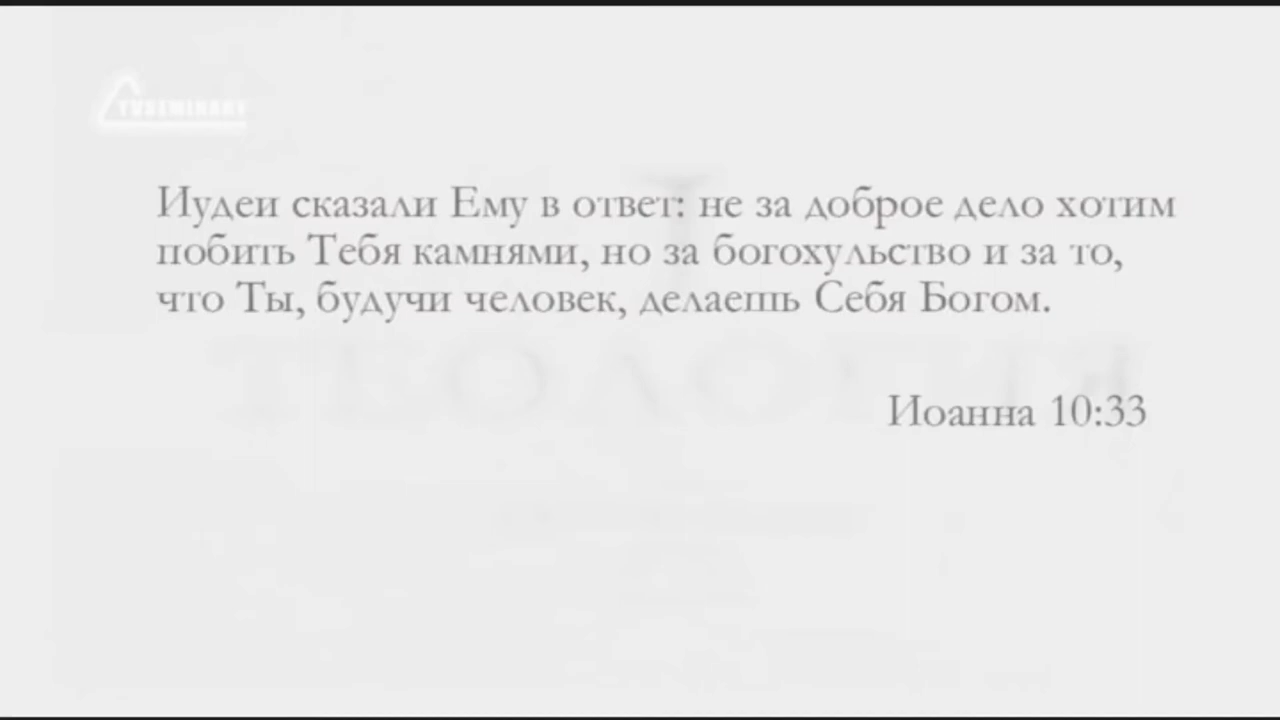 TVSEMINARY
Иудеи сказали Ему в ответ: не за доброе дело хотим
побить Тебя камнями, но за богохульство и за то,
что Ты, будучи человек, делаешь Себя Богом.
Иоанна 10:33